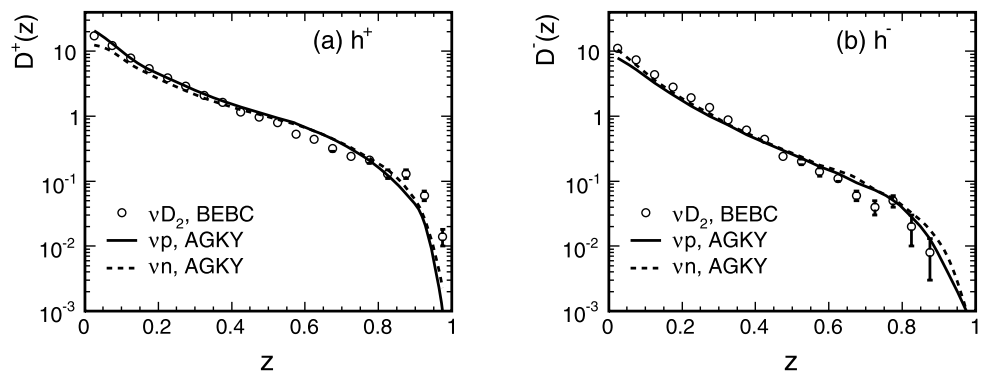 D⁺(z)
(a) h⁺
10
1
10⁻¹
10⁻²
10⁻³
νD₂, BEBC
νp, AGKY
νn, AGKY
0 0.2 0.4 0.6 0.8 1
z
D⁻(z)
(b) h⁻
10
1
10⁻¹
10⁻²
10⁻³
νD₂, BEBC
νp, AGKY
νn, AGKY
0 0.2 0.4 0.6 0.8 1
z